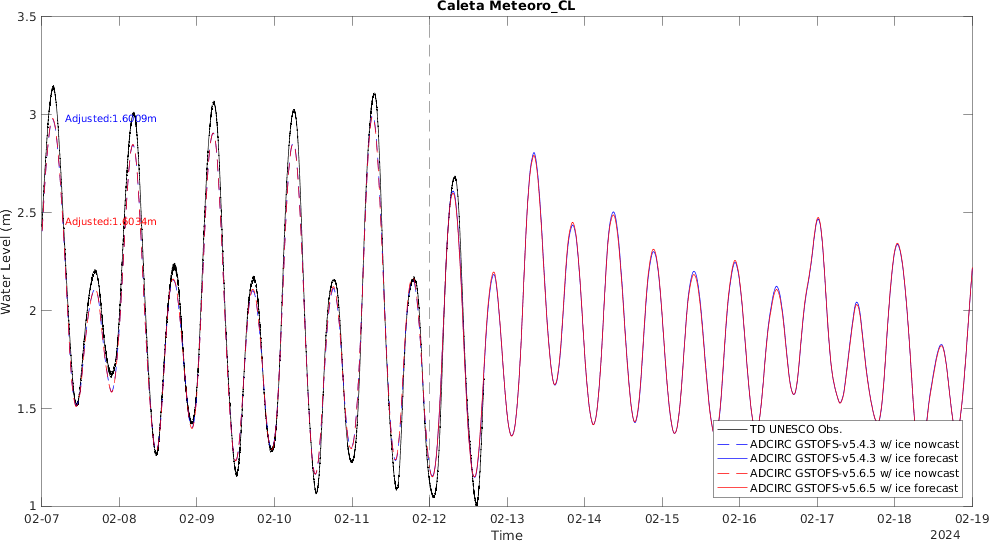 Caleta Meteoro_CL
3.5
3
2.5
2
1.5
1
Water Level (m)
Adjusted:1.6009m
Adjusted:1.6034m
TD UNESCO Obs.
ADCIRC GSTOFS-v5.4.3 w/ ice nowcast
ADCIRC GSTOFS-v5.4.3 w/ ice forecast
ADCIRC GSTOFS-v5.6.5 w/ ice nowcast
ADCIRC GSTOFS-v5.6.5 w/ ice forecast
02-07 02-08 02-09 02-10 02-11 02-12 02-13 02-14 02-15 02-16 02-17 02-18 02-19
Time
2024